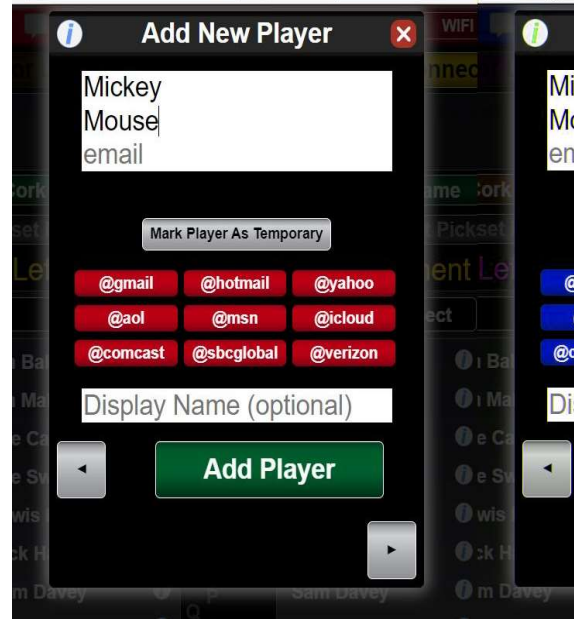 Add New Player
WIFI
Mickey
Mouse
email
Mark Player As Temporary
@gmail @hotmail @yahoo
@aol @msn @icloud
@comcast @sbcglobal @verizon
Display Name (optional)
Add Player
Sam Davey
Davey